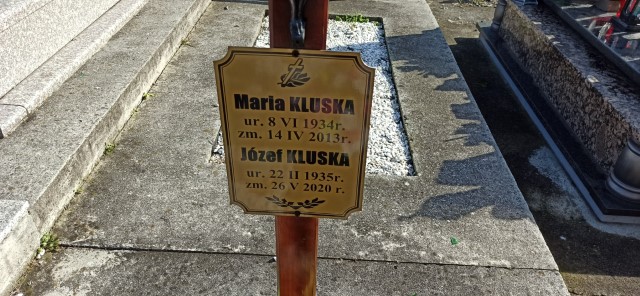 Maria KLUSKA
ur. 8 VI 1934r.
zm. 14 IV 2013r.
Józef KLUSKA
ur. 22 II 1935r.
zm. 26 V 2020 r.